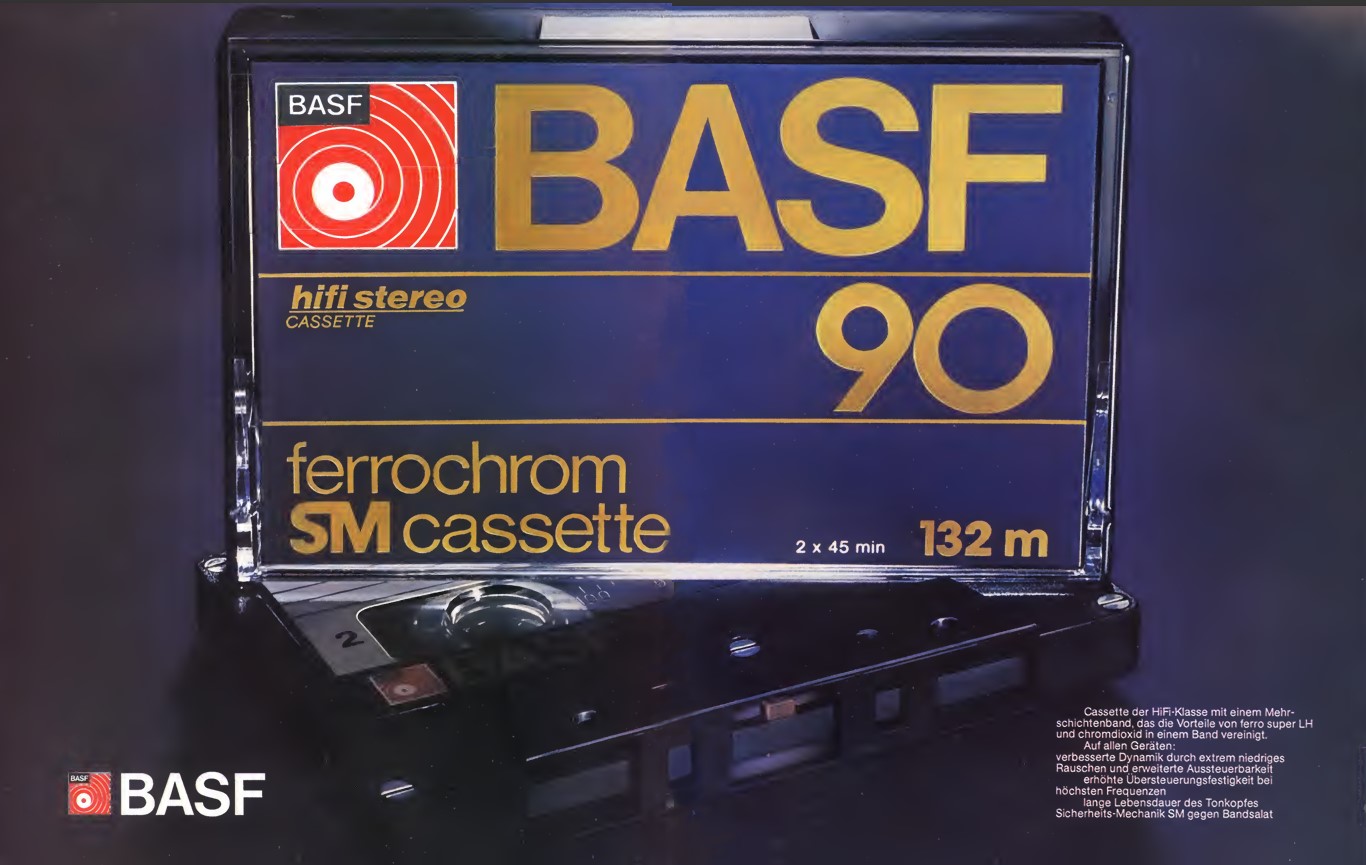 BASF
BASF
hifi stereo
CASSETTE
90
ferrochrom
SM cassette
2 x 45 min
132 m
2
BASF
BASF
Cassette der HiFi-Klasse mit einem Mehr-
schichtenband, das die Vorteile von ferro super LH
und chromdioxid in einem Band vereinigt.
Auf allen Geräten:
verbesserte Dynamik durch extrem niedriges
Rauschen und erweiterte Aussteuerbarkeit
erhöhte Übersteuerungsfestigkeit bei
höchsten Frequenzen
lange Lebensdauer des Tonkopfes
Sicherheits-Mechanik SM gegen Bandsalat